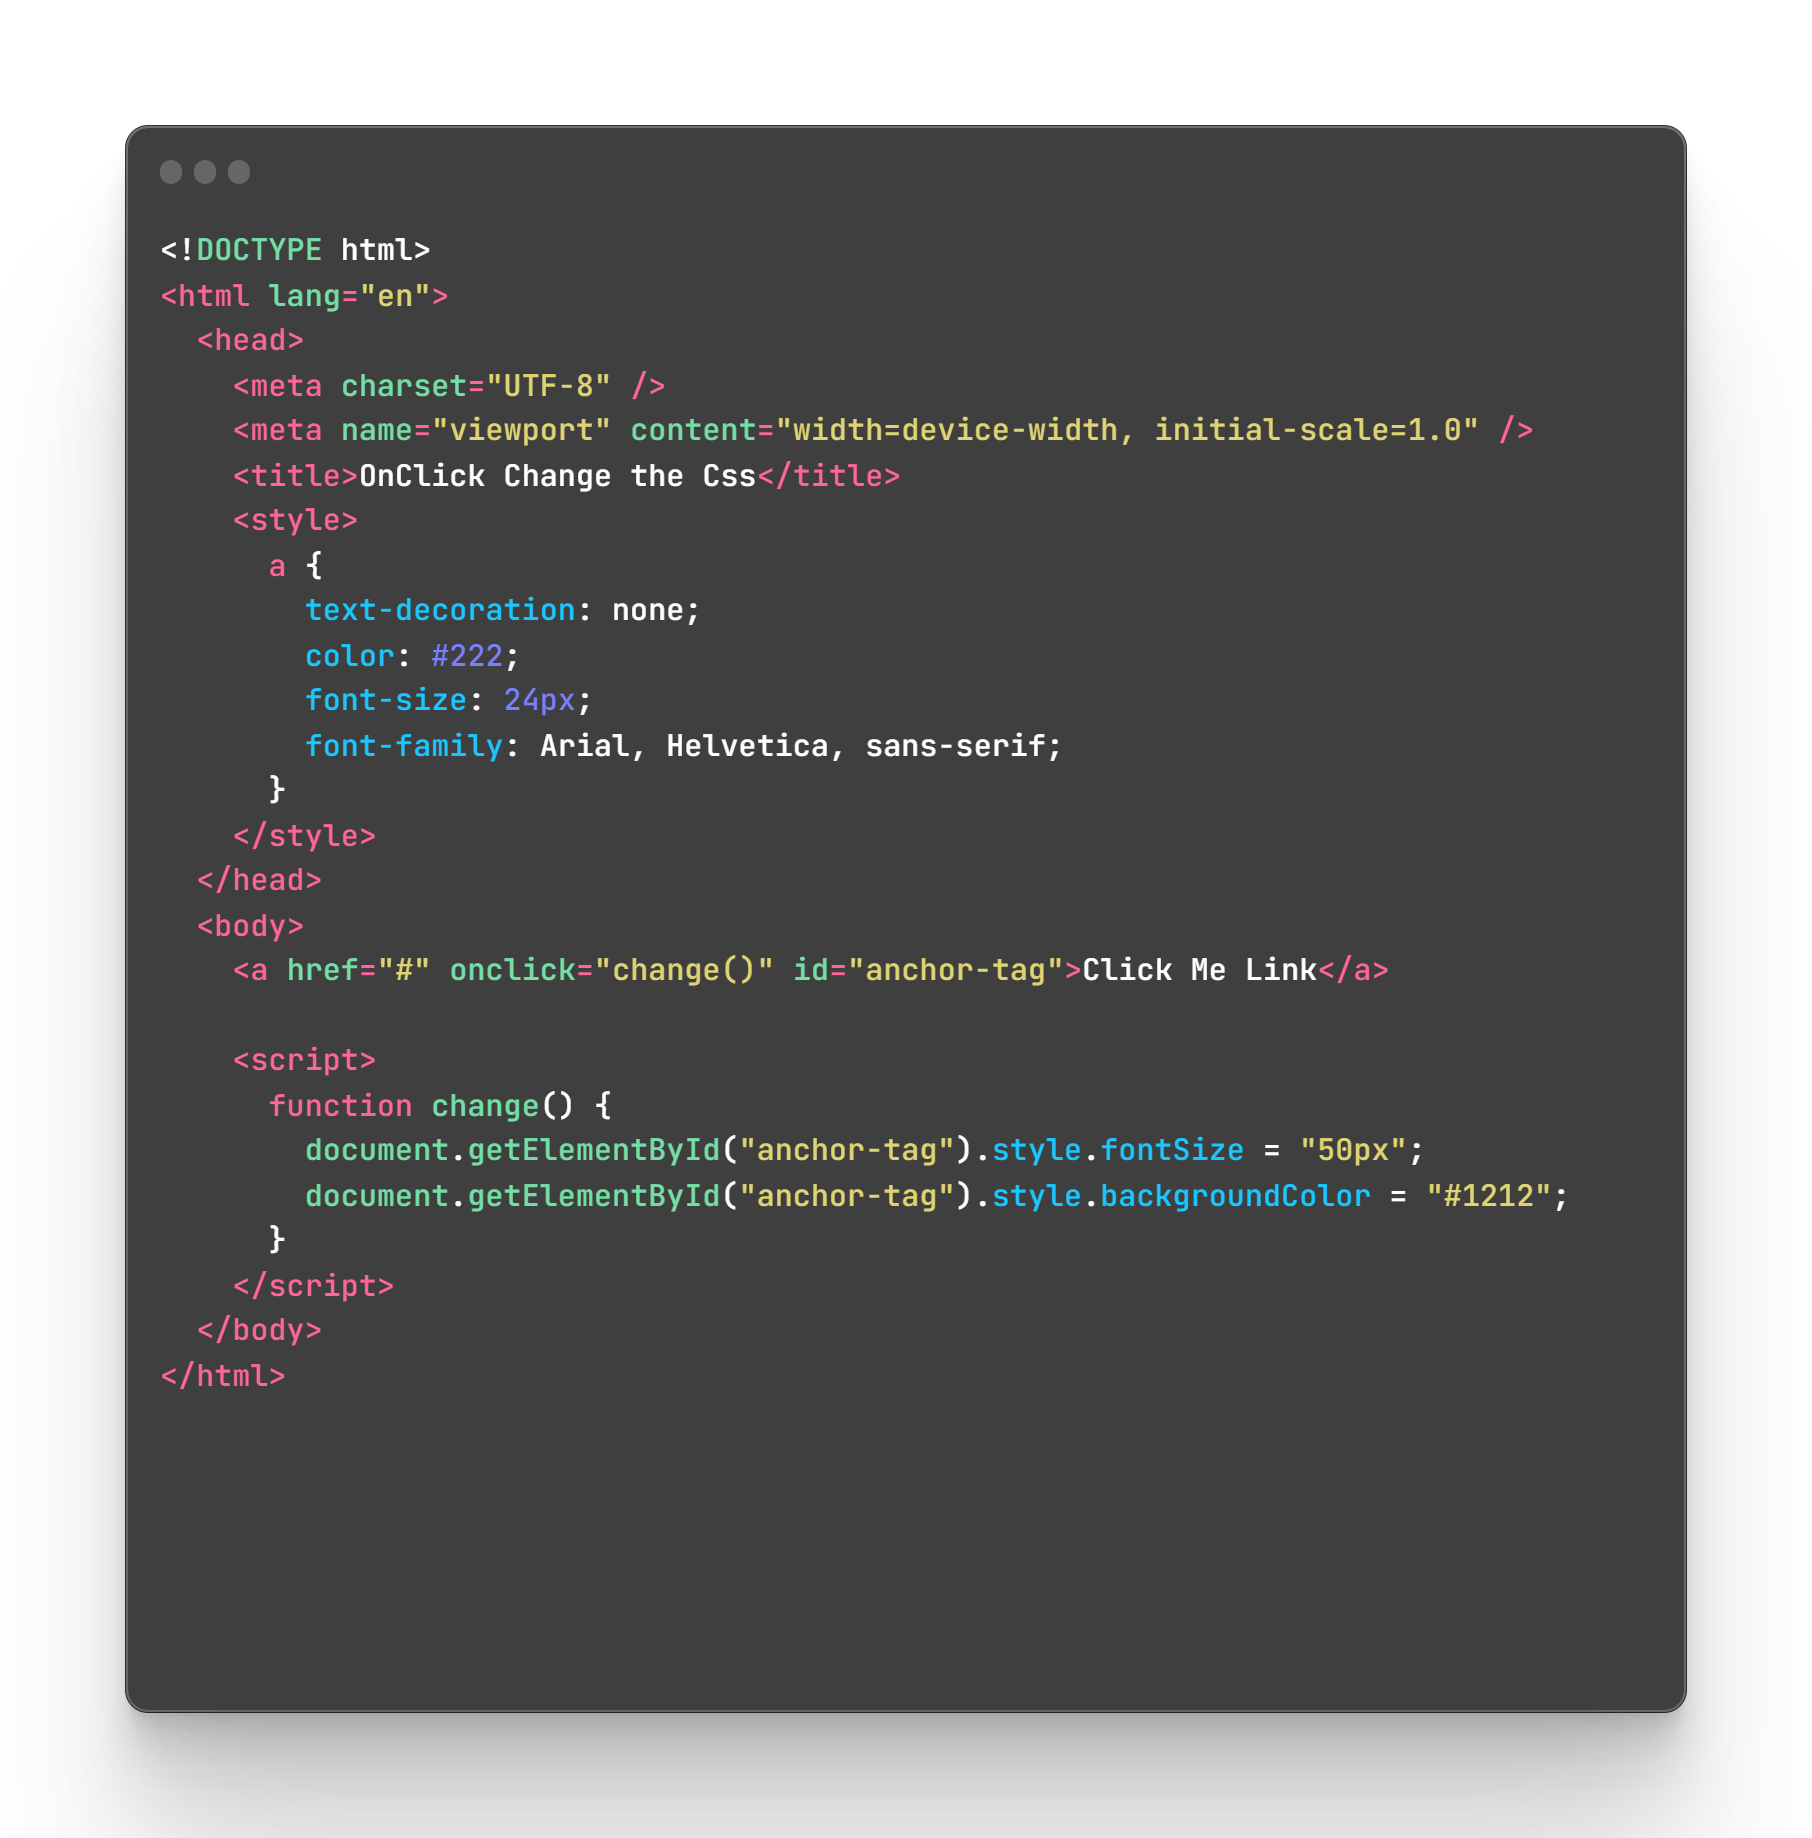 <!DOCTYPE html>
<html lang="en">
  <head>
    <meta charset="UTF-8" />
    <meta name="viewport" content="width=device-width, initial-scale=1.0" />
    <title>OnClick Change the Css</title>
    <style>
      a {
        text-decoration: none;
        color: #222;
        font-size: 24px;
        font-family: Arial, Helvetica, sans-serif;
      }
    </style>
  </head>
  <body>
    <a href="#" onclick="change()" id="anchor-tag">Click Me Link</a>

    <script>
      function change() {
        document.getElementById("anchor-tag").style.fontSize = "50px";
        document.getElementById("anchor-tag").style.backgroundColor = "#1212";
      }
    </script>
  </body>
</html>